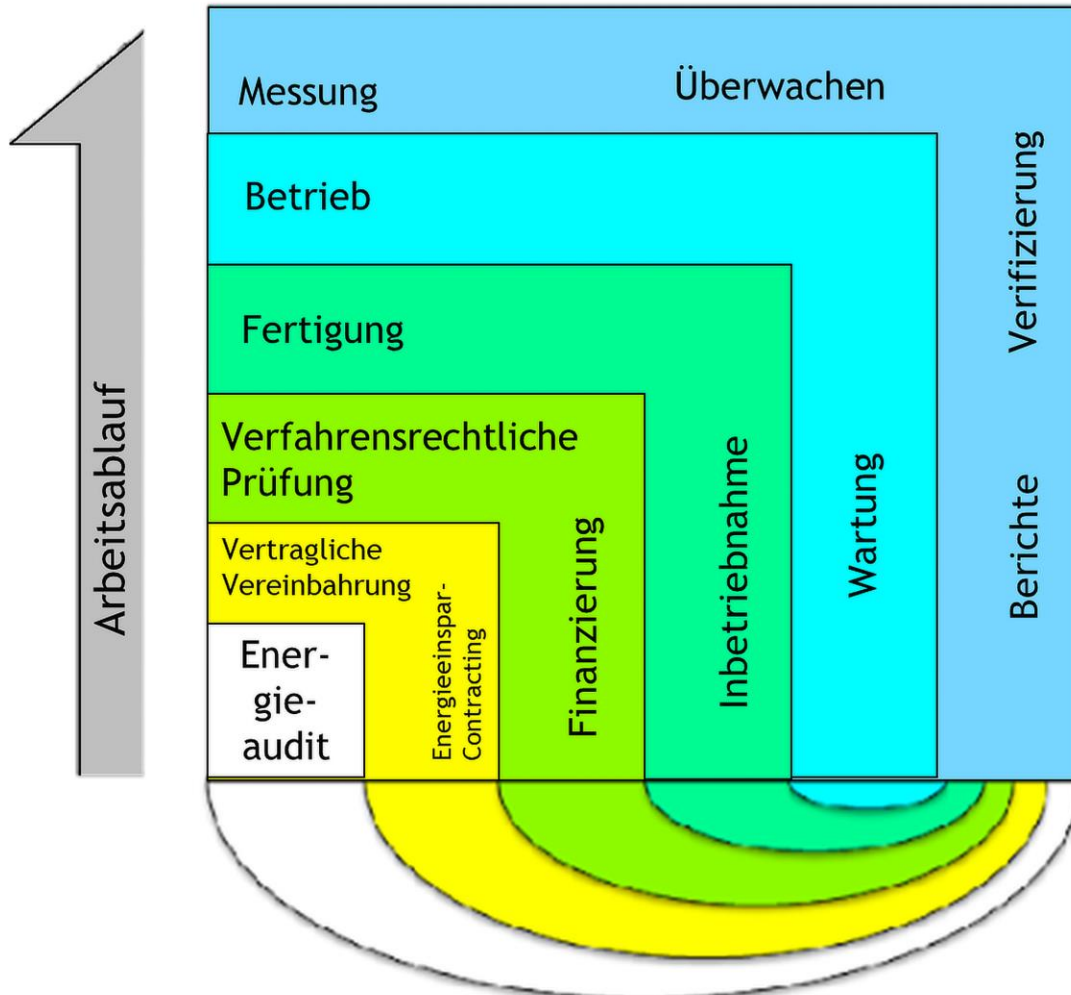 Messung
Überwachen
Betrieb
Verifizierung
Fertigung
Arbeitsablauf
Verfahrensrechtliche
Prüfung
Inbetriebnahme
Wartung
Berichte
Finanzierung
Vertragliche
Vereinbahrung
Energieeinspar-
Contracting
Ener-
gie-
audit